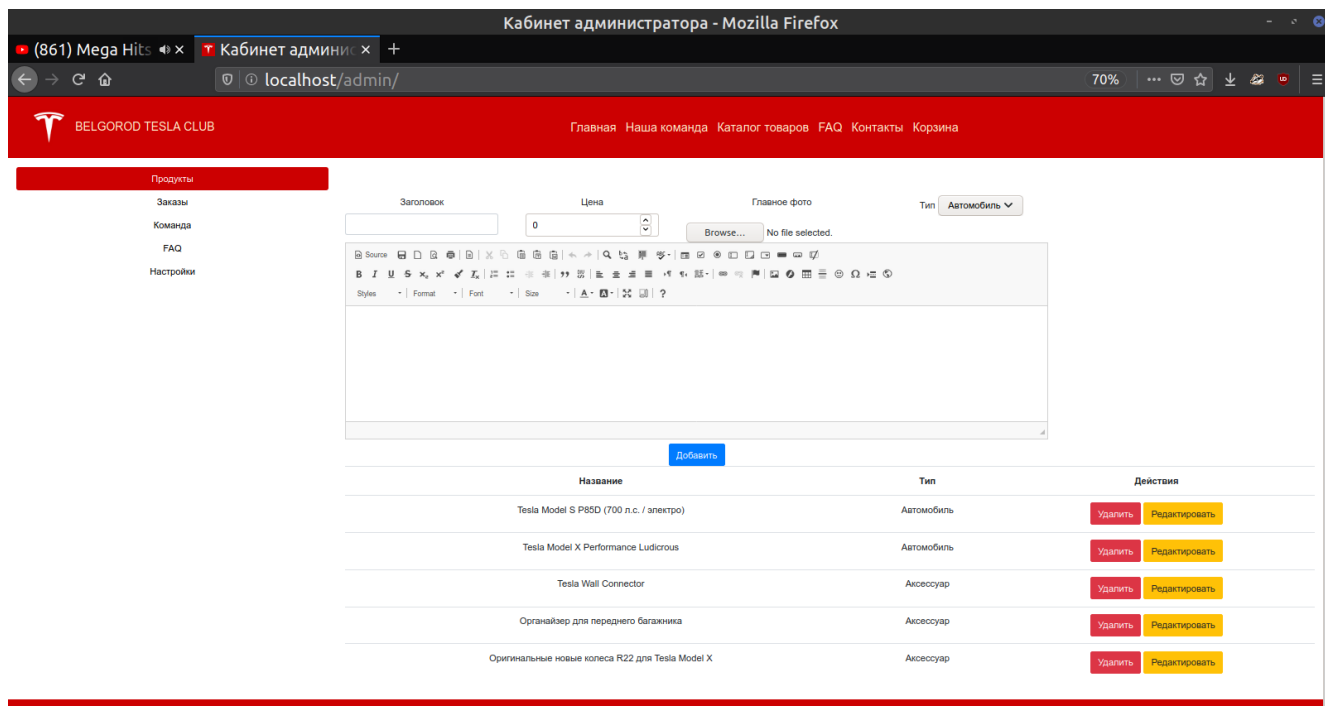 Кабинет администратора - Mozilla Firefox
(861) Mega Hits
Кабинет админис
localhost/admin/
70%
BELGOROD TESLA CLUB
Главная Наша команда Каталог товаров FAQ Контакты Корзина
Продукты
Заказы
Команда
FAQ
Настройки
Заголовок Цена Главное фото Тип Автомобиль
0
Browse... No file selected.
Source
B I U S x₂ x² Iₓ
Styles Format Font Size A A ?
Добавить
Название Тип Действия
Tesla Model S P85D (700 л.с. / электро) Автомобиль Удалить Редактировать
Tesla Model X Performance Ludicrous Автомобиль Удалить Редактировать
Tesla Wall Connector Аксессуар Удалить Редактировать
Органайзер для переднего багажника Аксессуар Удалить Редактировать
Оригинальные новые колеса R22 для Tesla Model X Аксессуар Удалить Редактировать